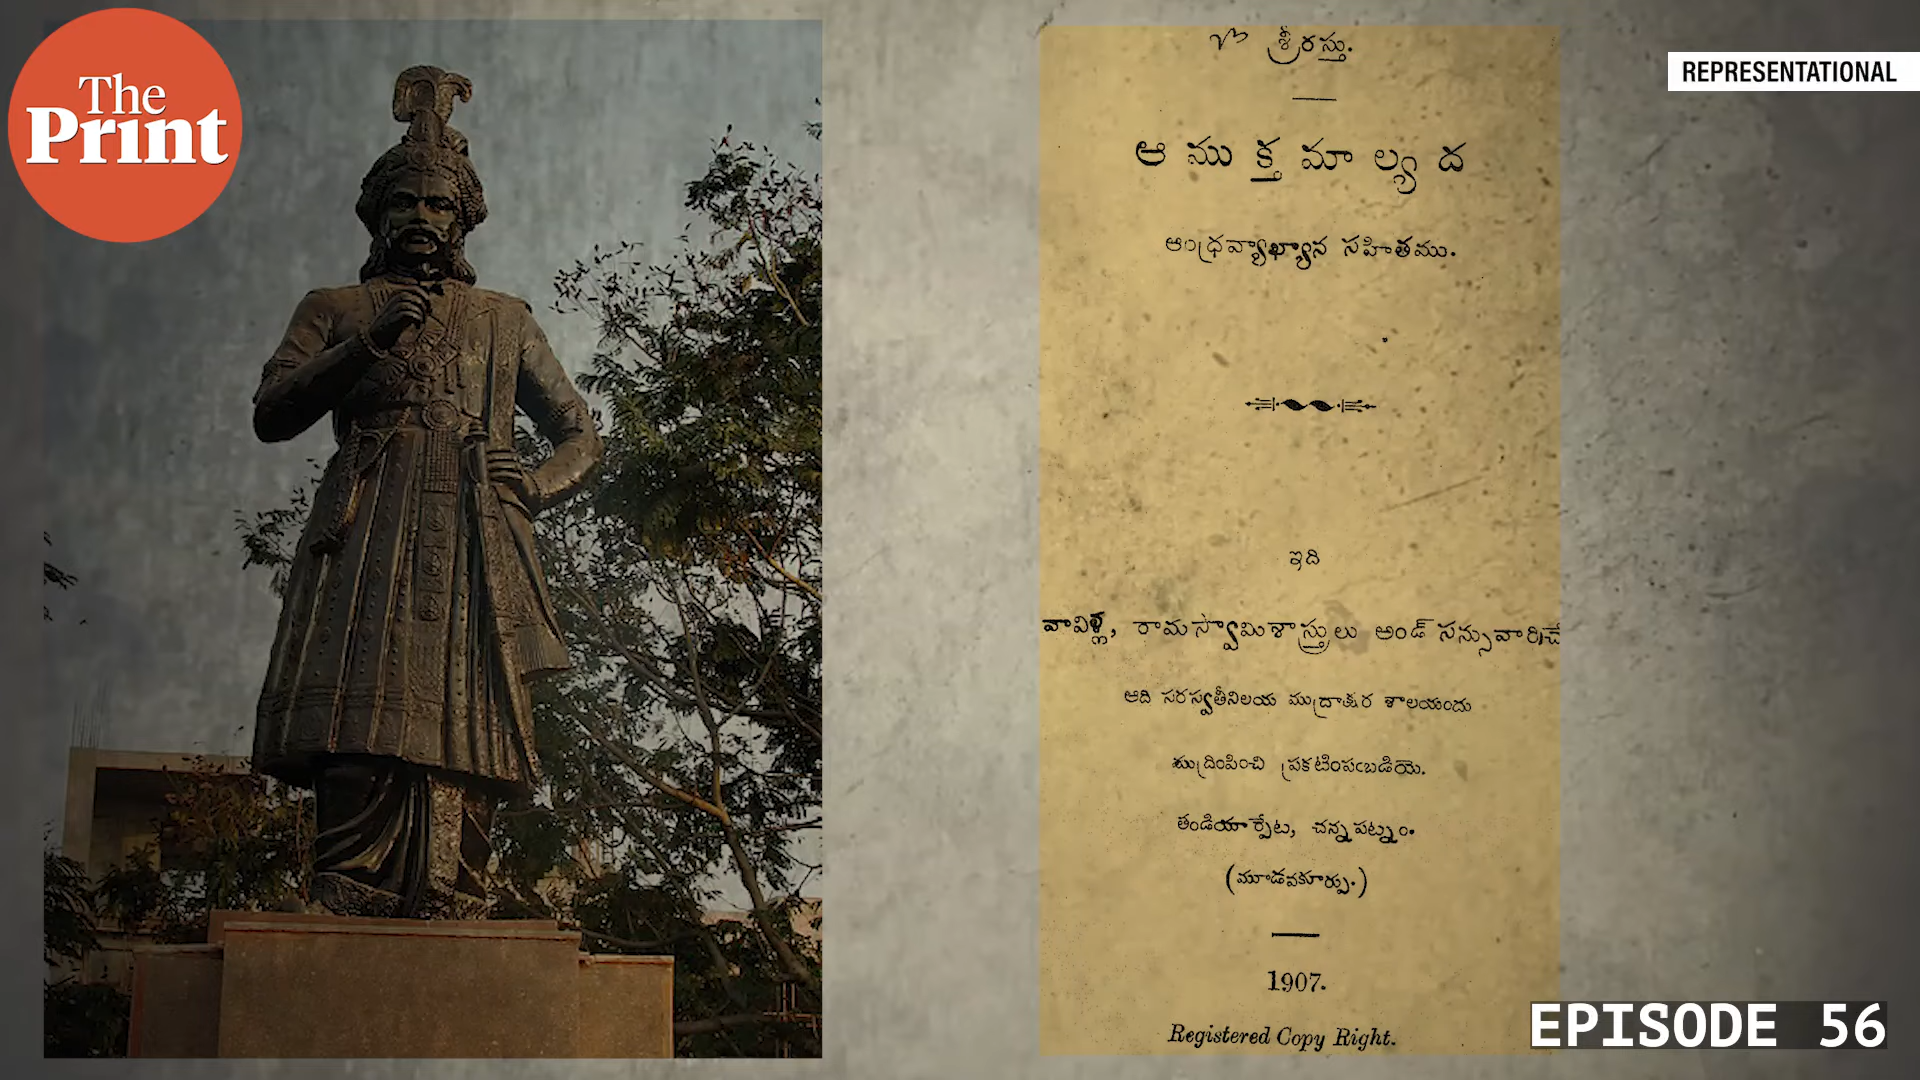 The
Print
REPRESENTATIONAL
శ్రీరస్తు.
ఆ ము క్త మా ల్య ద
ఆంధ్రవ్యాఖ్యాన సహితము.
ఇది
వావిళ్ల, రామస్వామిశాస్త్రులు అండ్ సన్సువారిచే
ఆది సరస్వతీనిలయ ముద్రాక్షర శాలయందు
ముద్రింపించి ప్రకటింపఁబడియె.
తండియార్పేట, చన్నపట్నం.
(మూడవకూర్పు.)
1907.
Registered Copy Right.
EPISODE 56